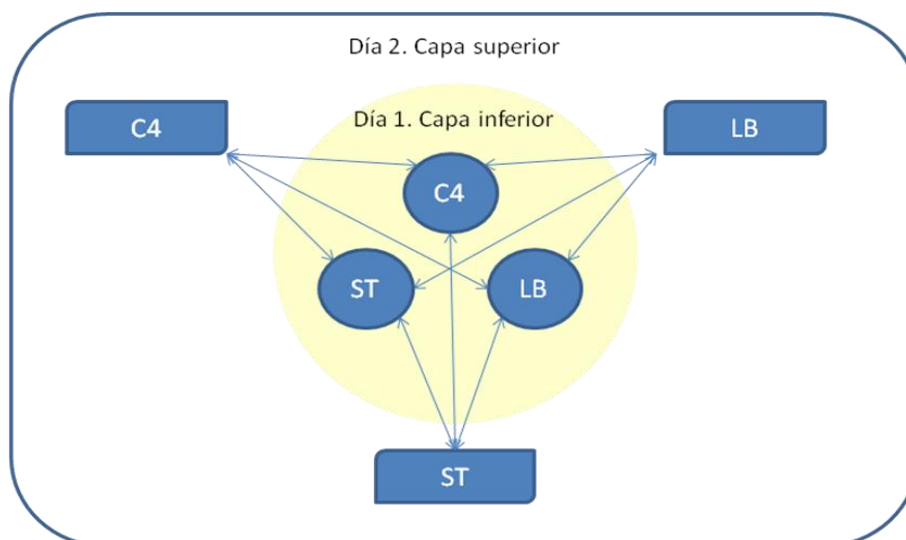 Día 2. Capa superior
C4
LB
Día 1. Capa inferior
C4
ST
LB
ST